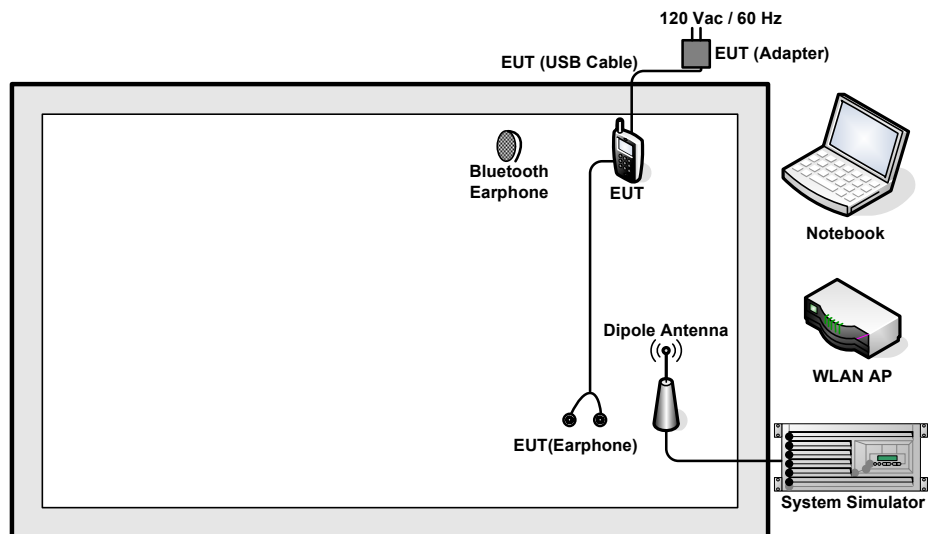 120 Vac / 60 Hz
EUT (Adapter)
EUT (USB Cable)
Bluetooth
Earphone
EUT
Notebook
Dipole Antenna
WLAN AP
EUT(Earphone)
System Simulator